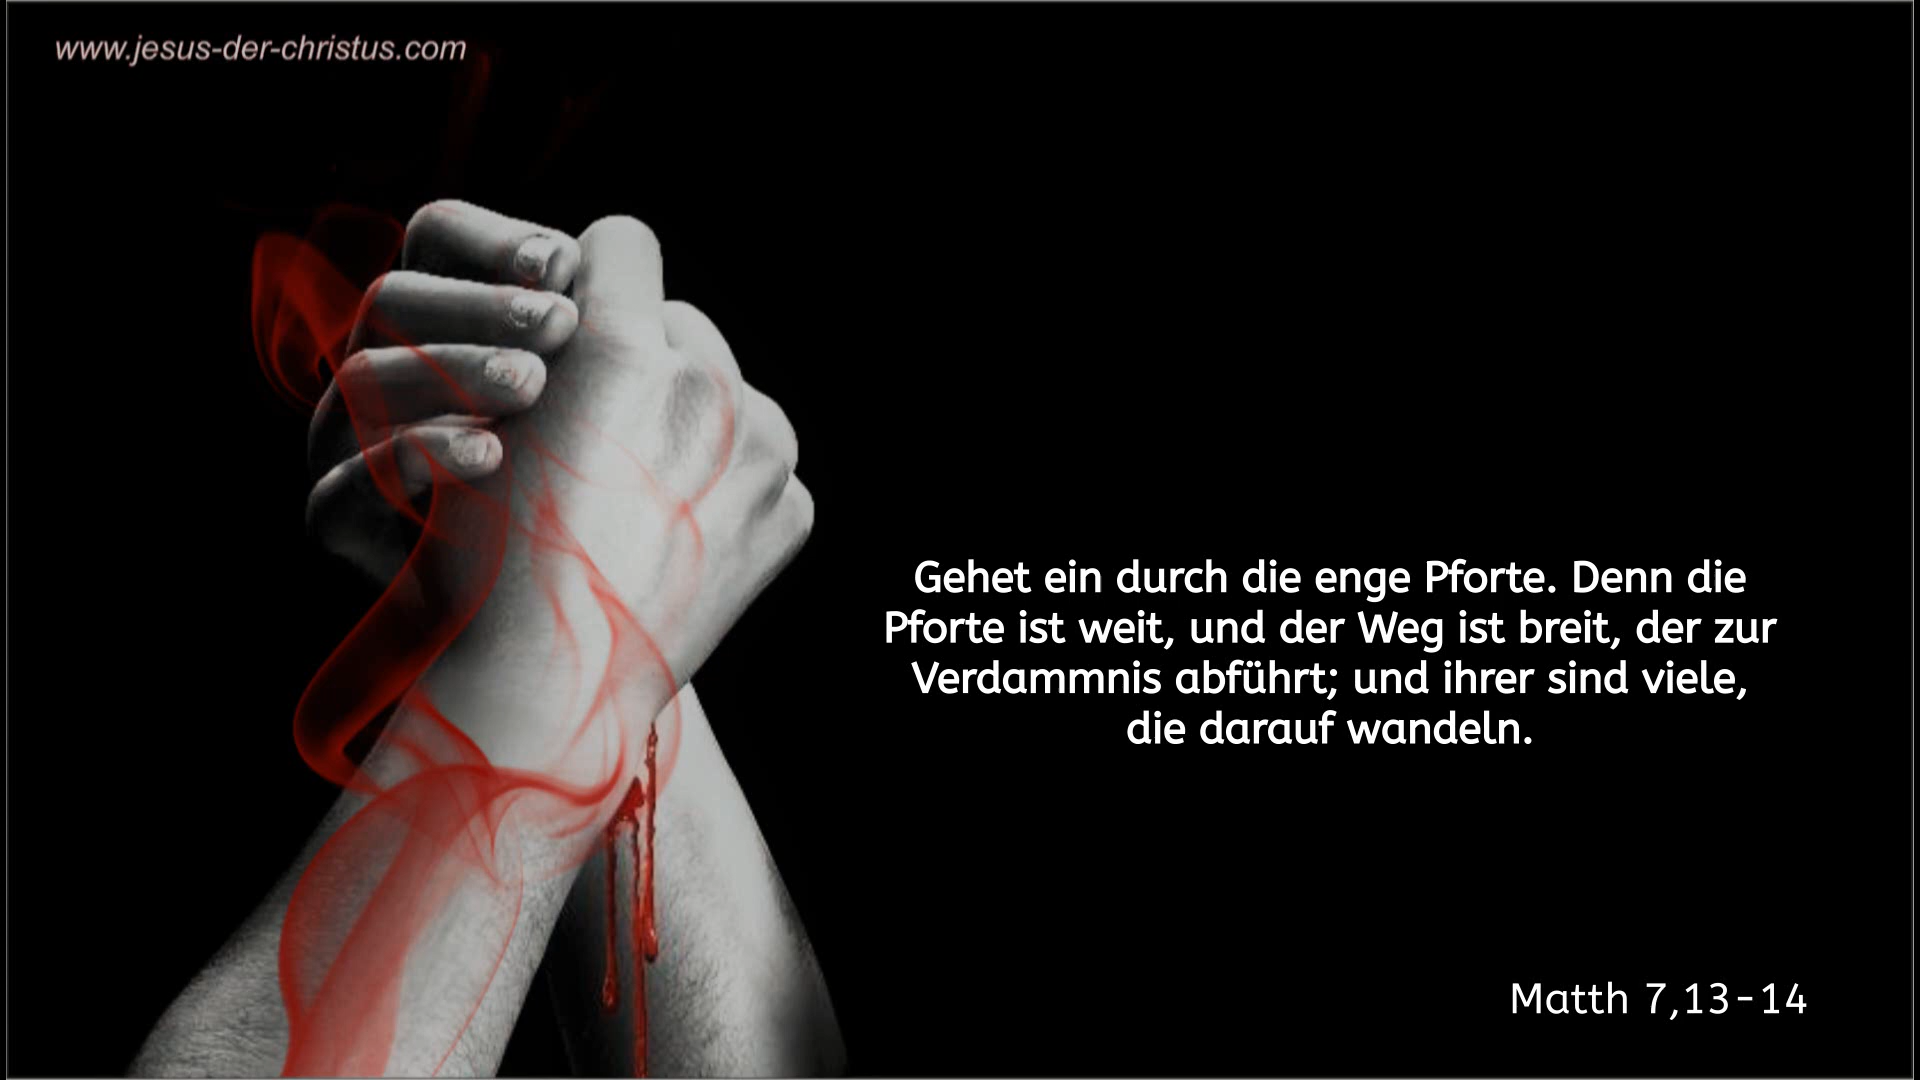 www.jesus-der-christus.com
Gehet ein durch die enge Pforte. Denn die
Pforte ist weit, und der Weg ist breit, der zur
Verdammnis abführt; und ihrer sind viele,
die darauf wandeln.
Matth 7,13-14